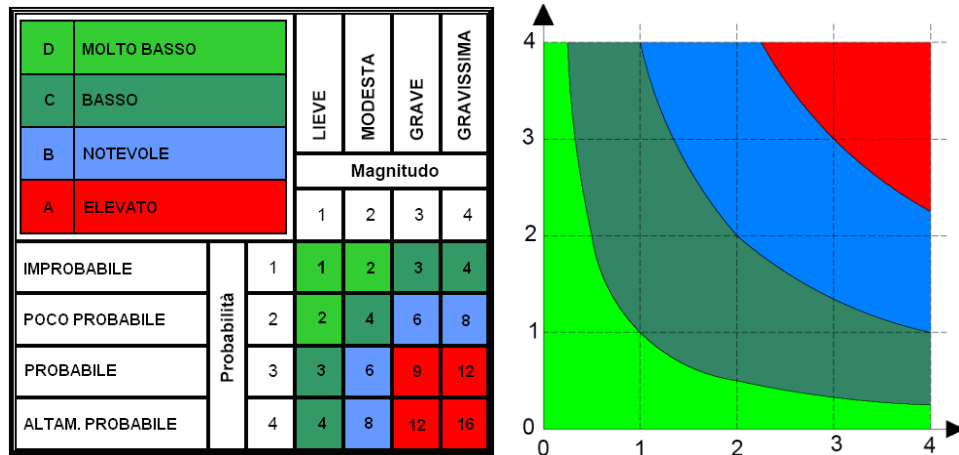 D MOLTO BASSO
C BASSO
B NOTEVOLE
A ELEVATO
LIEVE
MODESTA
GRAVE
GRAVISSIMA
Magnitudo
1 2 3 4
Probabilità
IMPROBABILE 1 1 2 3 4
POCO PROBABILE 2 2 4 6 8
PROBABILE 3 3 6 9 12
ALTAM. PROBABILE 4 4 8 12 16
4
3
2
1
0
0 1 2 3 4